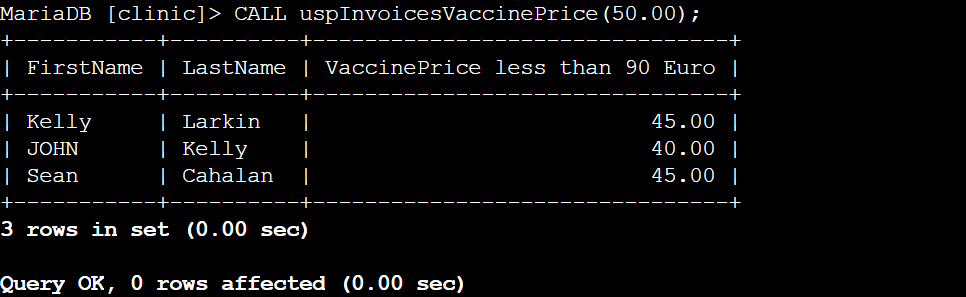 MariaDB [clinic]> CALL uspInvoicesVaccinePrice(50.00);
+-----------+----------+--------------------------------+
| FirstName | LastName | VaccinePrice less than 90 Euro |
+-----------+----------+--------------------------------+
| Kelly     | Larkin   |                          45.00 |
| JOHN      | Kelly    |                          40.00 |
| Sean      | Cahalan  |                          45.00 |
+-----------+----------+--------------------------------+
3 rows in set (0.00 sec)

Query OK, 0 rows affected (0.00 sec)